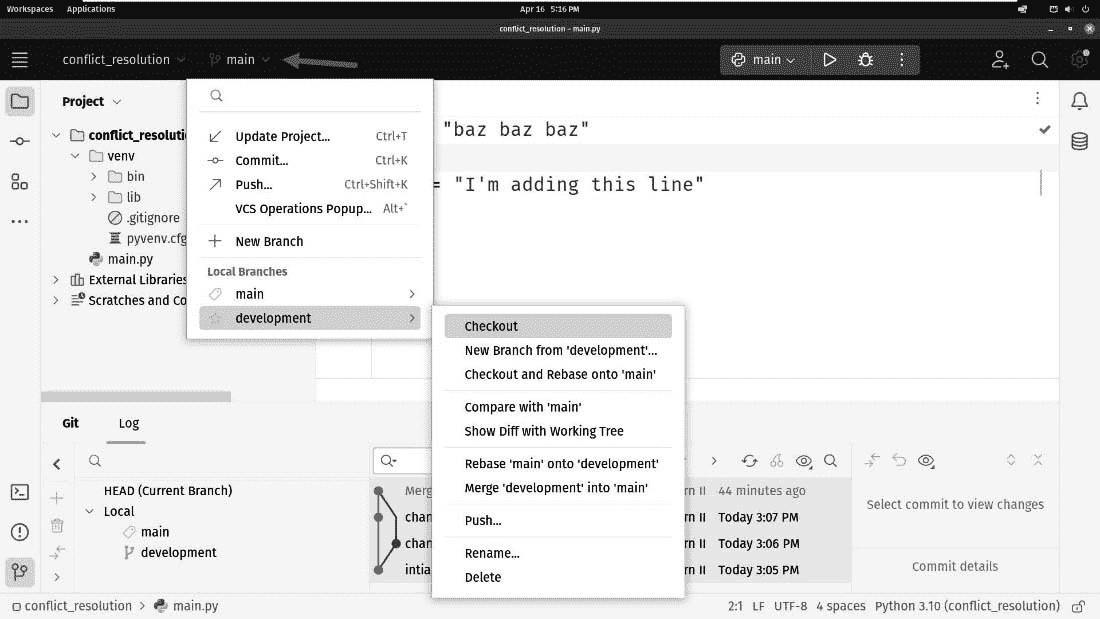 Workspaces Applications Apr 16 5:16 PM
conflict_resolution – main.py
conflict_resolution main main
Project
conflict_resoluti
venv
bin
lib
.gitignore
pyvenv.cfg
main.py
External Libraries
Scratches and Co
"baz baz baz"
= "I'm adding this line"
Update Project... Ctrl+T
Commit... Ctrl+K
Push... Ctrl+Shift+K
VCS Operations Popup... Alt+`
New Branch
Local Branches
main
development
Checkout
New Branch from 'development'...
Checkout and Rebase onto 'main'
Compare with 'main'
Show Diff with Working Tree
Rebase 'main' onto 'development'
Merge 'development' into 'main'
Push...
Rename...
Delete
Git Log
HEAD (Current Branch)
Local
main
development
Merg rn II 44 minutes ago
chan rn II Today 3:07 PM
chan rn II Today 3:06 PM
intia rn II Today 3:05 PM
Select commit to view changes
Commit details
conflict_resolution > main.py 2:1 LF UTF-8 4 spaces Python 3.10 (conflict_resolution)